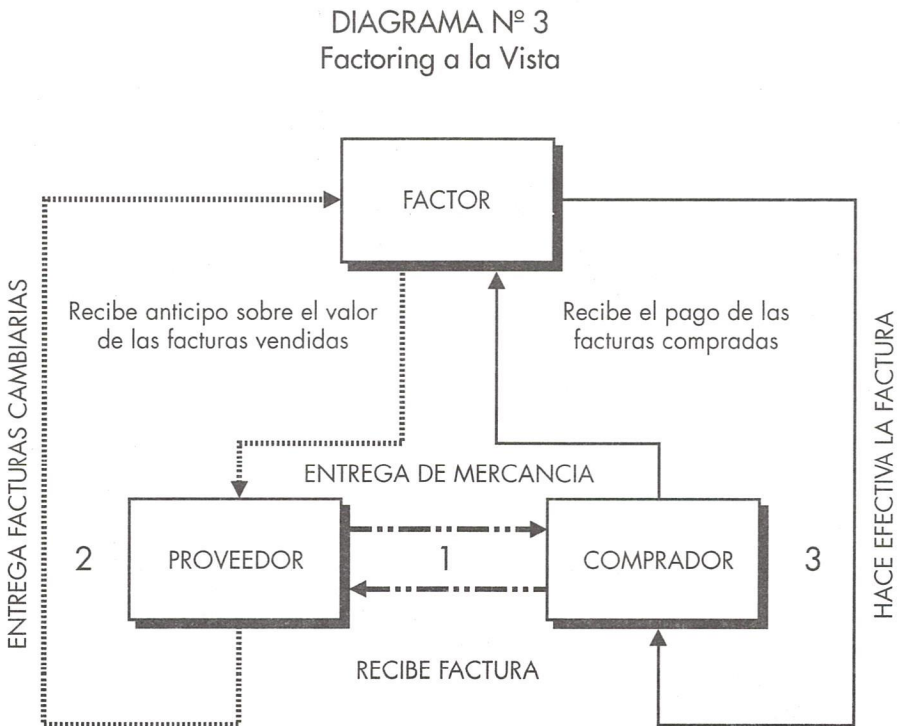 DIAGRAMA Nº 3
Factoring a la Vista
FACTOR
Recibe anticipo sobre el valor
de las facturas vendidas
Recibe el pago de las
facturas compradas
ENTREGA FACTURAS CAMBIARIAS
HACE EFECTIVA LA FACTURA
ENTREGA DE MERCANCIA
2
PROVEEDOR
1
COMPRADOR
3
RECIBE FACTURA